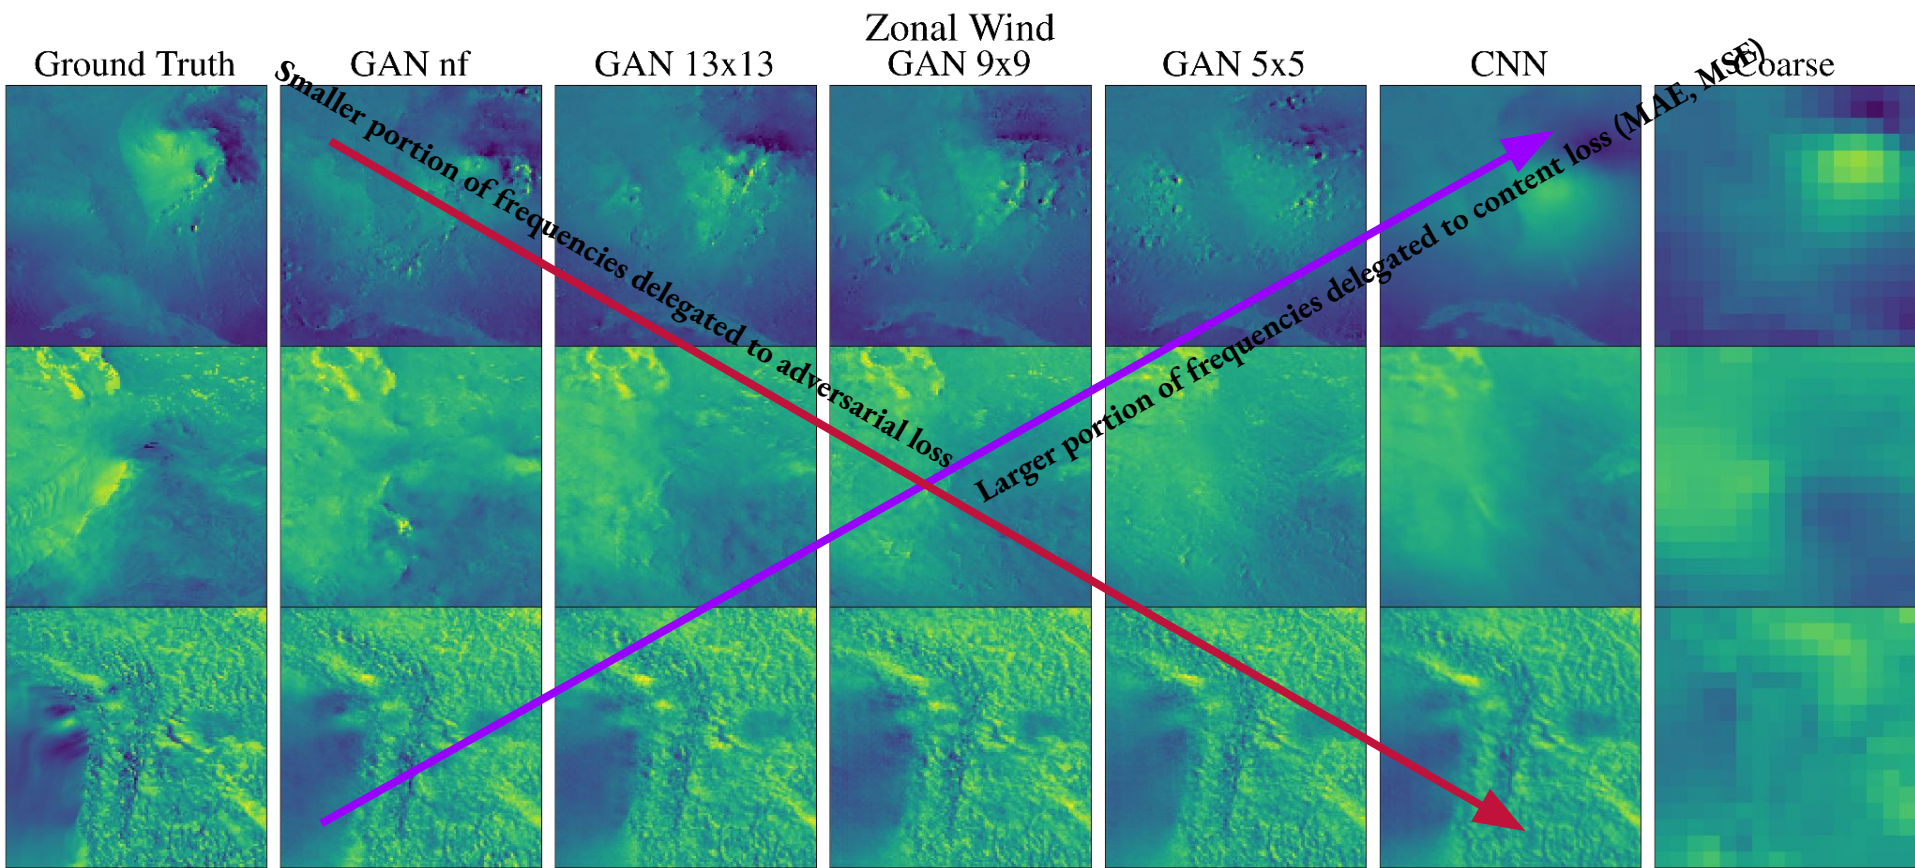 Zonal Wind
Ground Truth
GAN nf
GAN 13x13
GAN 9x9
GAN 5x5
CNN
Coarse
Smaller portion of frequencies delegated to adversarial loss
Larger portion of frequencies delegated to content loss (MAE, MSE)